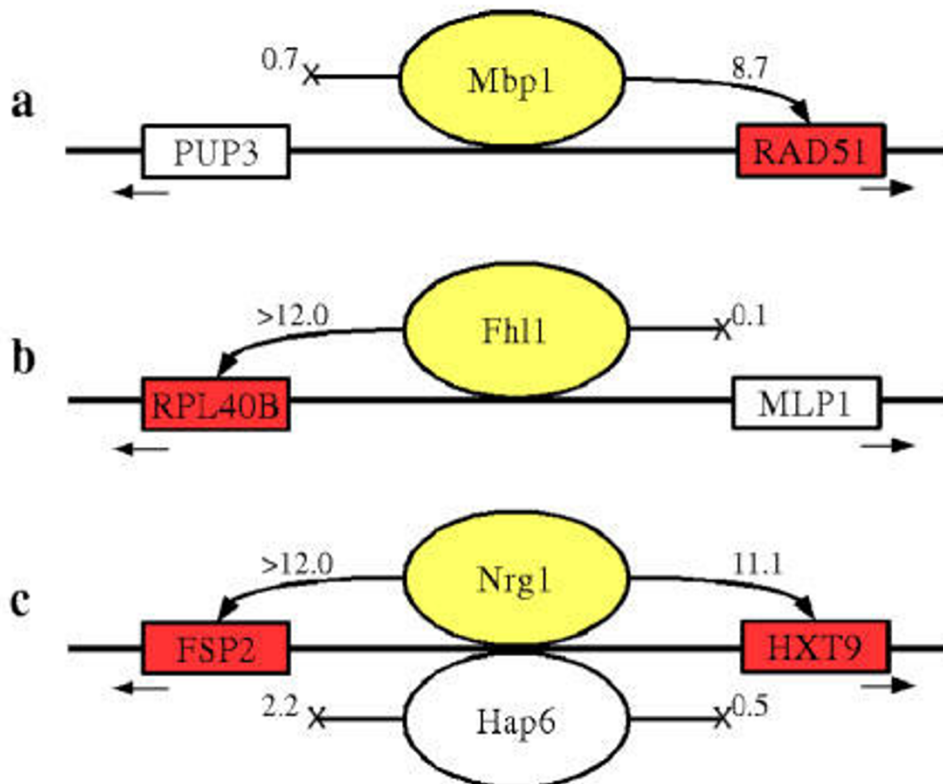 a
0.7 Mbp1 8.7
PUP3 RAD51
b
>12.0 Fhl1 0.1
RPL40B MLP1
c
>12.0 Nrg1 11.1
FSP2 HXT9
2.2 Hap6 0.5